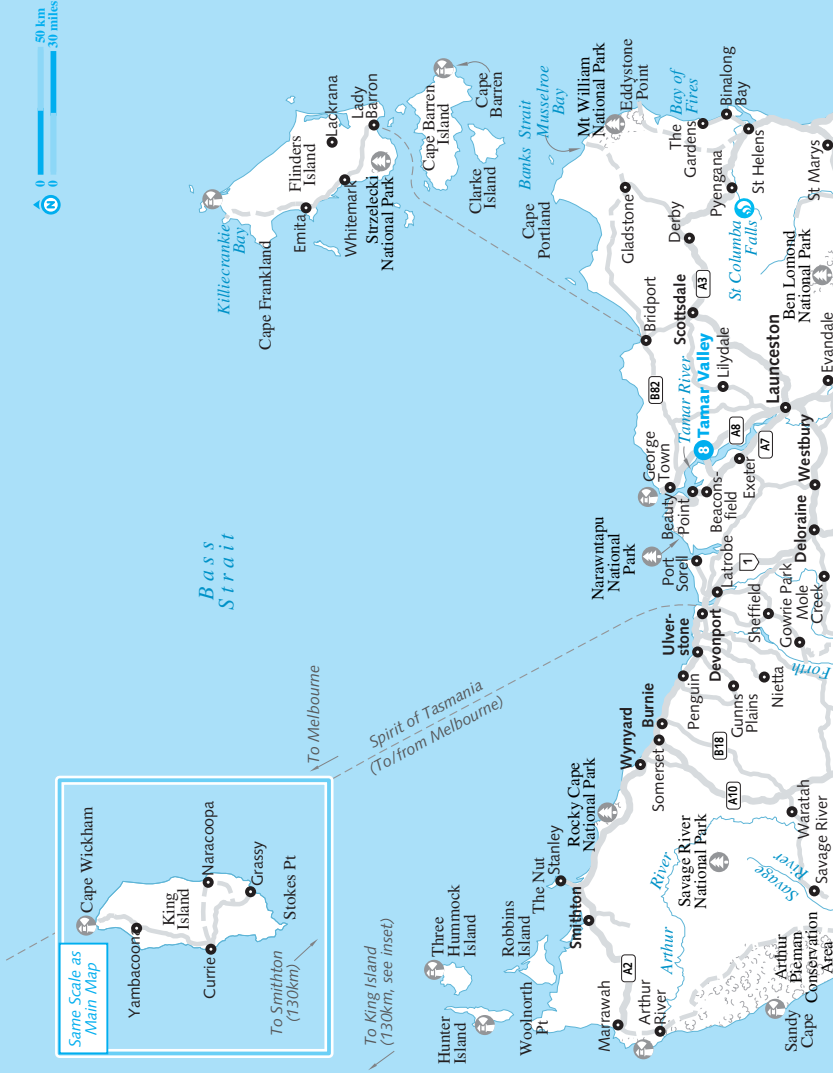 0
50 km
0
30 miles
N
Same Scale as
Main Map
Cape Wickham
Yambacoona
King
Island
Naracoopa
Currie
Grassy
Stokes Pt
To Smithton
(130km)
To Melbourne
Spirit of Tasmania
(To/from Melbourne)
To King Island
(130km, see inset)
Bass
Strait
Killiecrankie
Bay
Cape Frankland
Flinders
Island
Emita
Whitemark
Lackrana
Lady
Barron
Strzelecki
National Park
Cape Barren
Island
Cape
Barren
Clarke
Island
Banks Strait
Musselroe
Bay
Cape
Portland
Mt William
National Park
Eddystone
Point
Gladstone
The
Gardens
Bay of
Fires
Binalong
Bay
Derby
Pyengana
St Helens
St Columba
Falls
St Marys
Ben Lomond
National Park
Bridport
Scottsdale
A3
B82
Lilydale
Launceston
Evandale
Tamar River
8 Tamar Valley
A8
A7
George
Town
Beauty
Point
Beacons-
field
Exeter
Westbury
Deloraine
Narawntapu
National
Park
Port
Sorell
Latrobe
1
Devonport
Ulver-
stone
Sheffield
Gowrie Park
Mole
Creek
Forth
Penguin
Gunns
Plains
Nietta
Burnie
Somerset
Wynyard
B18
A10
Waratah
Savage River
Savage
River
Savage River
National Park
Rocky Cape
National Park
Stanley
The Nut
Smithton
Robbins
Island
Three
Hummock
Island
Hunter
Island
Woolnorth
Pt
Marrawah
A2
Arthur
River
Arthur
River
Arthur
Pieman
Conservation
Area
Sandy
Cape